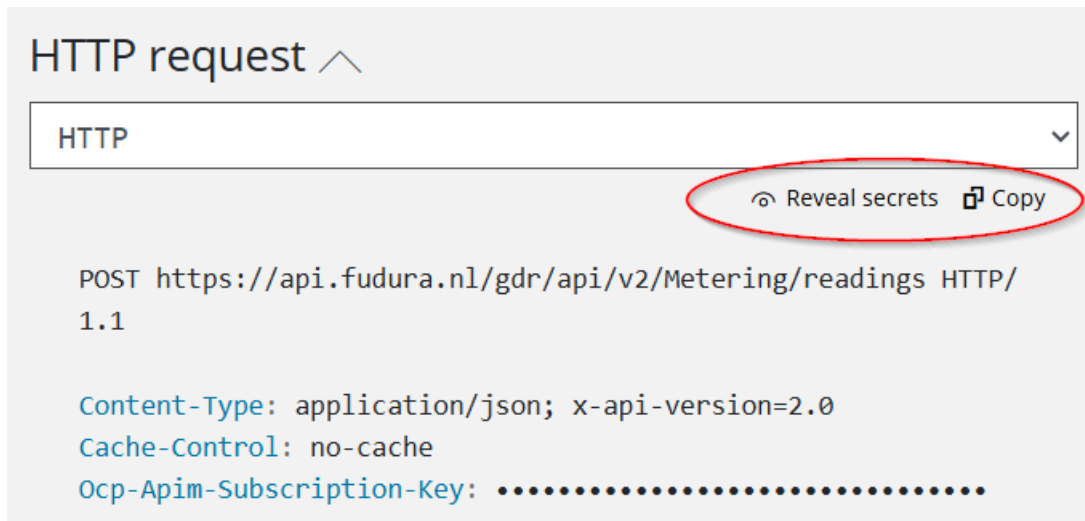 HTTP request
HTTP
Reveal secrets Copy
POST https://api.fudura.nl/gdr/api/v2/Metering/readings HTTP/
1.1
Content-Type: application/json; x-api-version=2.0
Cache-Control: no-cache
Ocp-Apim-Subscription-Key: ••••••••••••••••••••••••••••••••